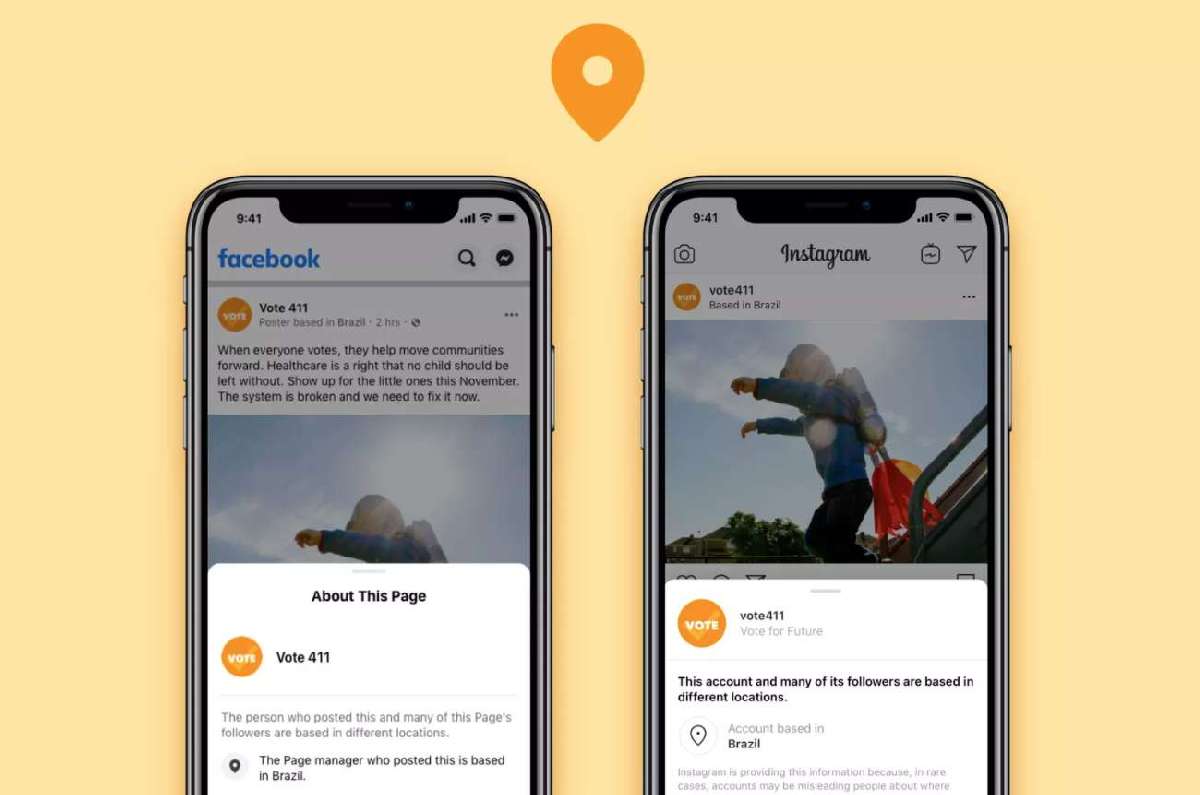 9:41
facebook
Vote 411
Poster based in Brazil · 2 hrs ·
When everyone votes, they help move communities
forward. Healthcare is a right that no child should be
left without. Show up for the little ones this November.
The system is broken and we need to fix it now.
About This Page
VOTE
Vote 411
The person who posted this and many of this Page's
followers are based in different locations.
The Page manager who posted this is based
in Brazil.
9:41
Instagram
VOTE
vote411
Based in Brazil
VOTE
vote411
Vote for Future
This account and many of its followers are based in
different locations.
Account based in
Brazil
Instagram is providing this information because, in rare
cases, accounts may be misleading people about where